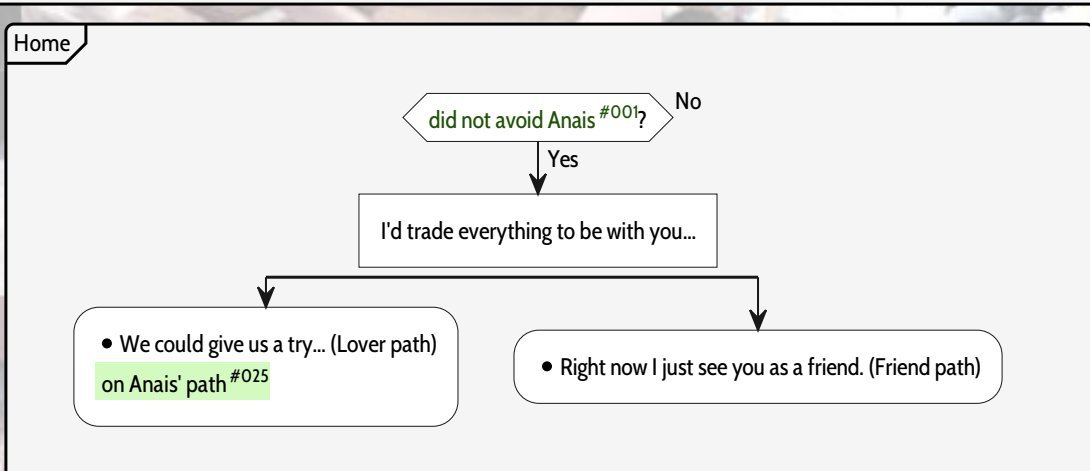 Home
did not avoid Anais #001?
No
Yes
I'd trade everything to be with you...
• We could give us a try... (Lover path)
on Anais' path #025
• Right now I just see you as a friend. (Friend path)